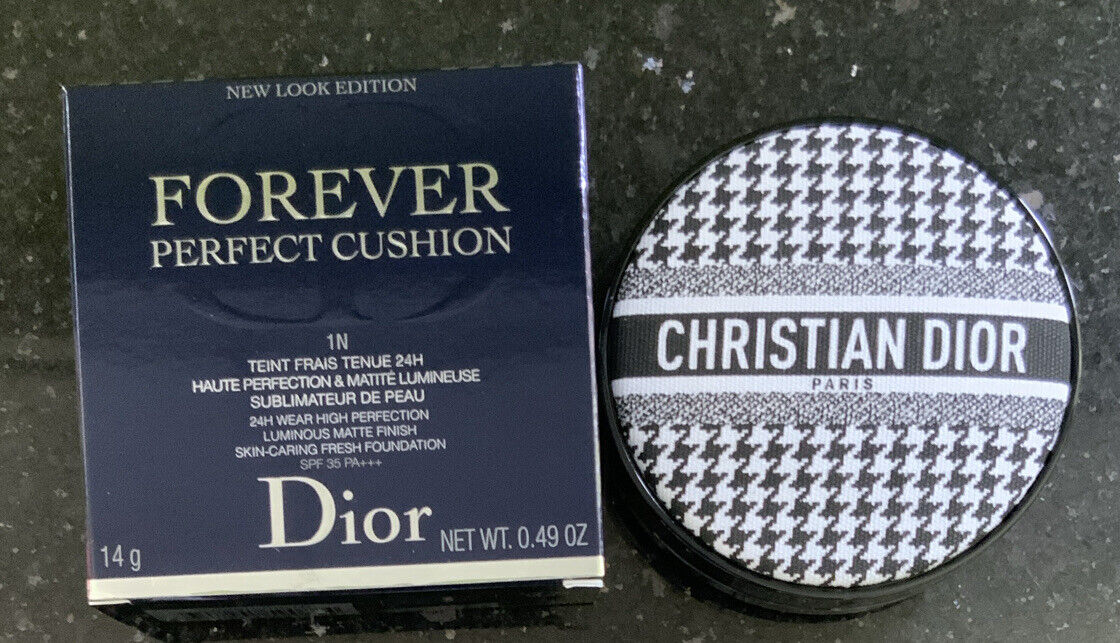 NEW LOOK EDITION
FOREVER
PERFECT CUSHION
1N
TEINT FRAIS TENUE 24H
HAUTE PERFECTION & MATITÉ LUMINEUSE
SUBLIMATEUR DE PEAU
24H WEAR HIGH PERFECTION
LUMINOUS MATTE FINISH
SKIN-CARING FRESH FOUNDATION
SPF 35 PA+++
Dior
14 g
NET WT. 0.49 OZ
CHRISTIAN DIOR
PARIS